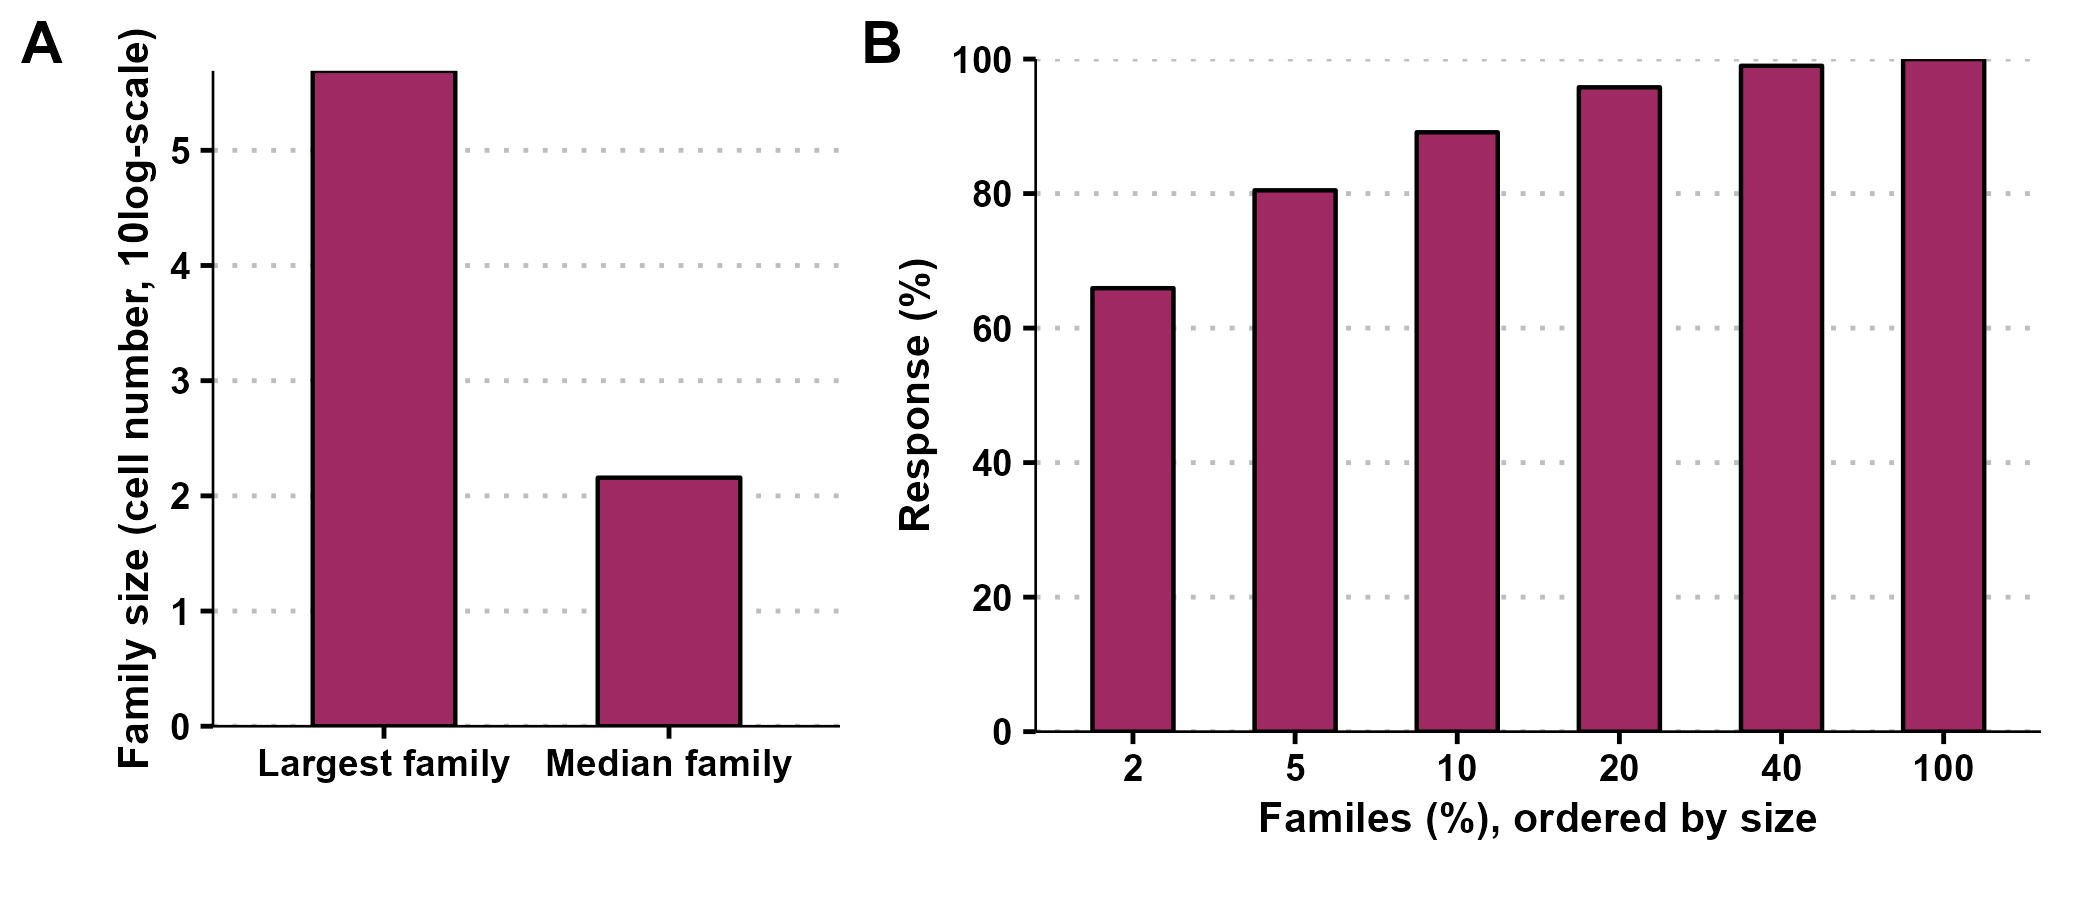 A
Family size (cell number, 10log-scale)
5
4
3
2
1
0
Largest family
Median family
B
Response (%)
100
80
60
40
20
0
2
5
10
20
40
100
Familes (%), ordered by size